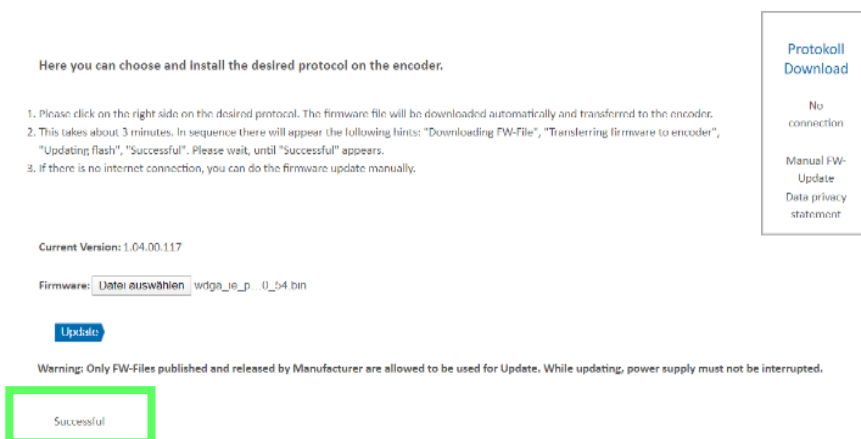 Here you can choose and install the desired protocol on the encoder.
1. Please click on the right side on the desired protocol. The firmware file will be downloaded automatically and transferred to the encoder.
2. This takes about 3 minutes. In sequence there will appear the following hints: "Downloading FW-File", "Transferring firmware to encoder",
"Updating flash", "Successful". Please wait, until "Successful" appears.
3. If there is no internet connection, you can do the firmware update manually.
Current Version: 1.04.00.117
Firmware: Datei auswählen wdga_ie_p...0_54.bin
Update
Warning: Only FW-Files published and released by Manufacturer are allowed to be used for Update. While updating, power supply must not be interrupted.
Successful
Protokoll
Download
No
connection
Manual FW-
Update
Data privacy
statement